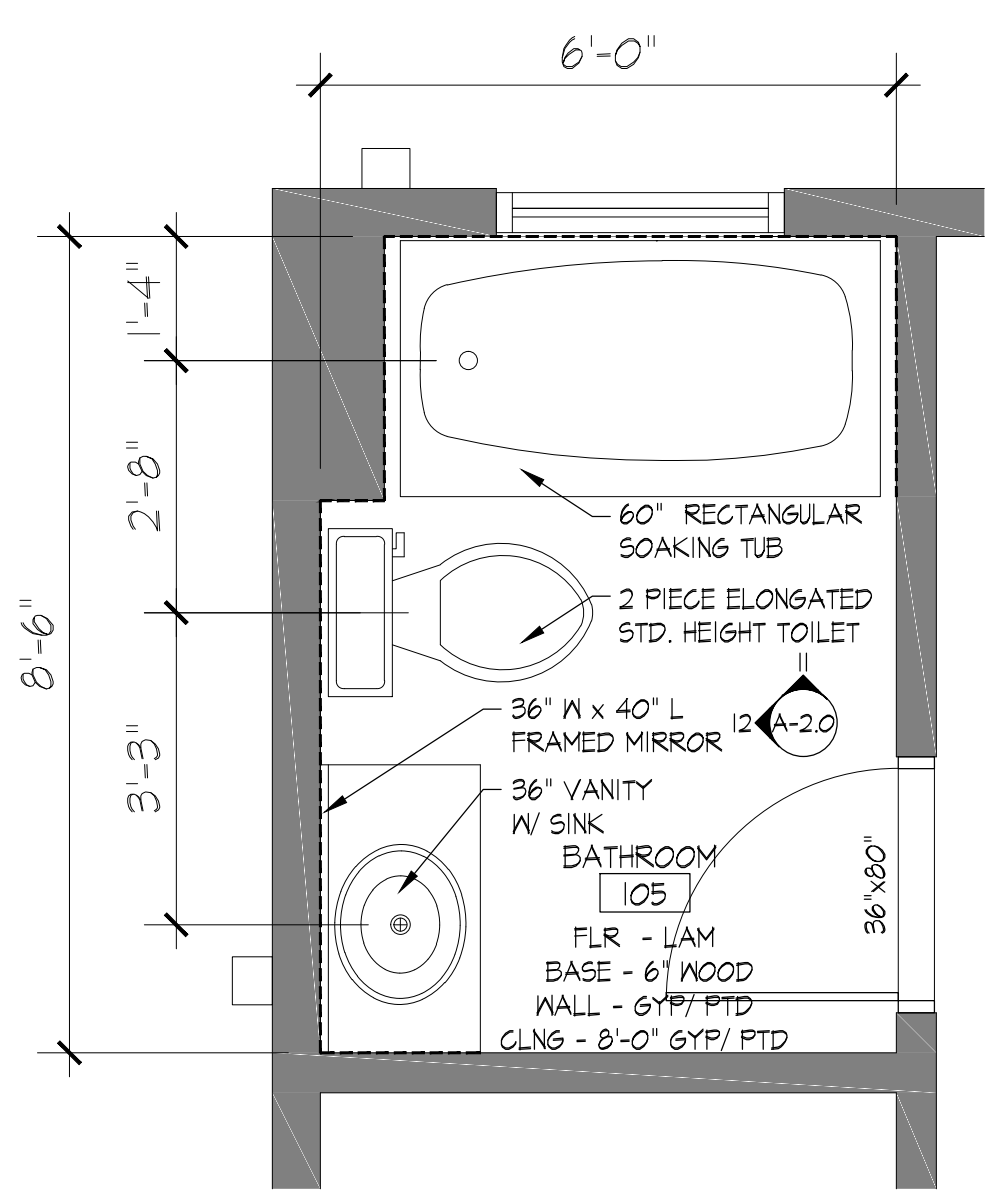 6'-0"
1'-4"
2'-8"
8'-6"
3'-3"
60" RECTANGULAR
SOAKING TUB
2 PIECE ELONGATED
STD. HEIGHT TOILET
11
12 A-2.0
36" W x 40" L
FRAMED MIRROR
36" VANITY
W/ SINK
BATHROOM
105
36"x80"
FLR - LAM
BASE - 6" WOOD
WALL - GYP/ PTD
CLNG - 8'-0" GYP/ PTD